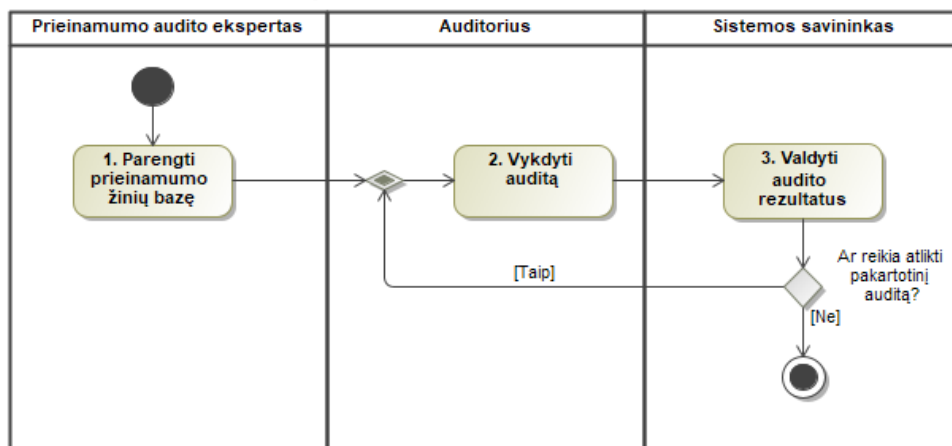 Prieinamumo audito ekspertas
Auditorius
Sistemos savininkas
1. Parengti
prieinamumo
žinių bazę
2. Vykdyti
auditą
3. Valdyti
audito
rezultatus
Ar reikia atlikti
pakartotinį
auditą?
[Taip]
[Ne]